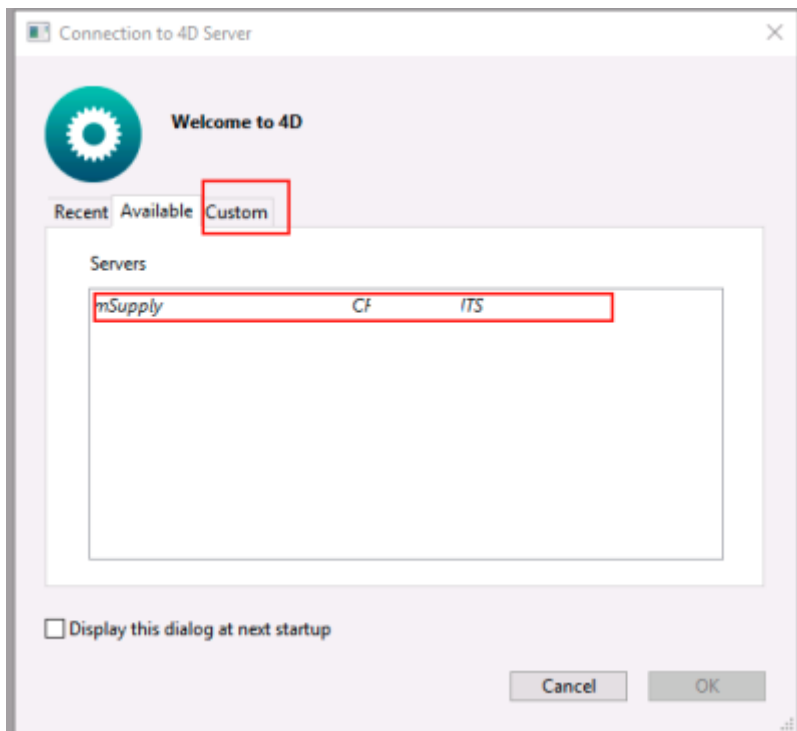 Connection to 4D Server
Welcome to 4D
Recent Available Custom
Servers
mSupply ITS
Display this dialog at next startup
Cancel OK